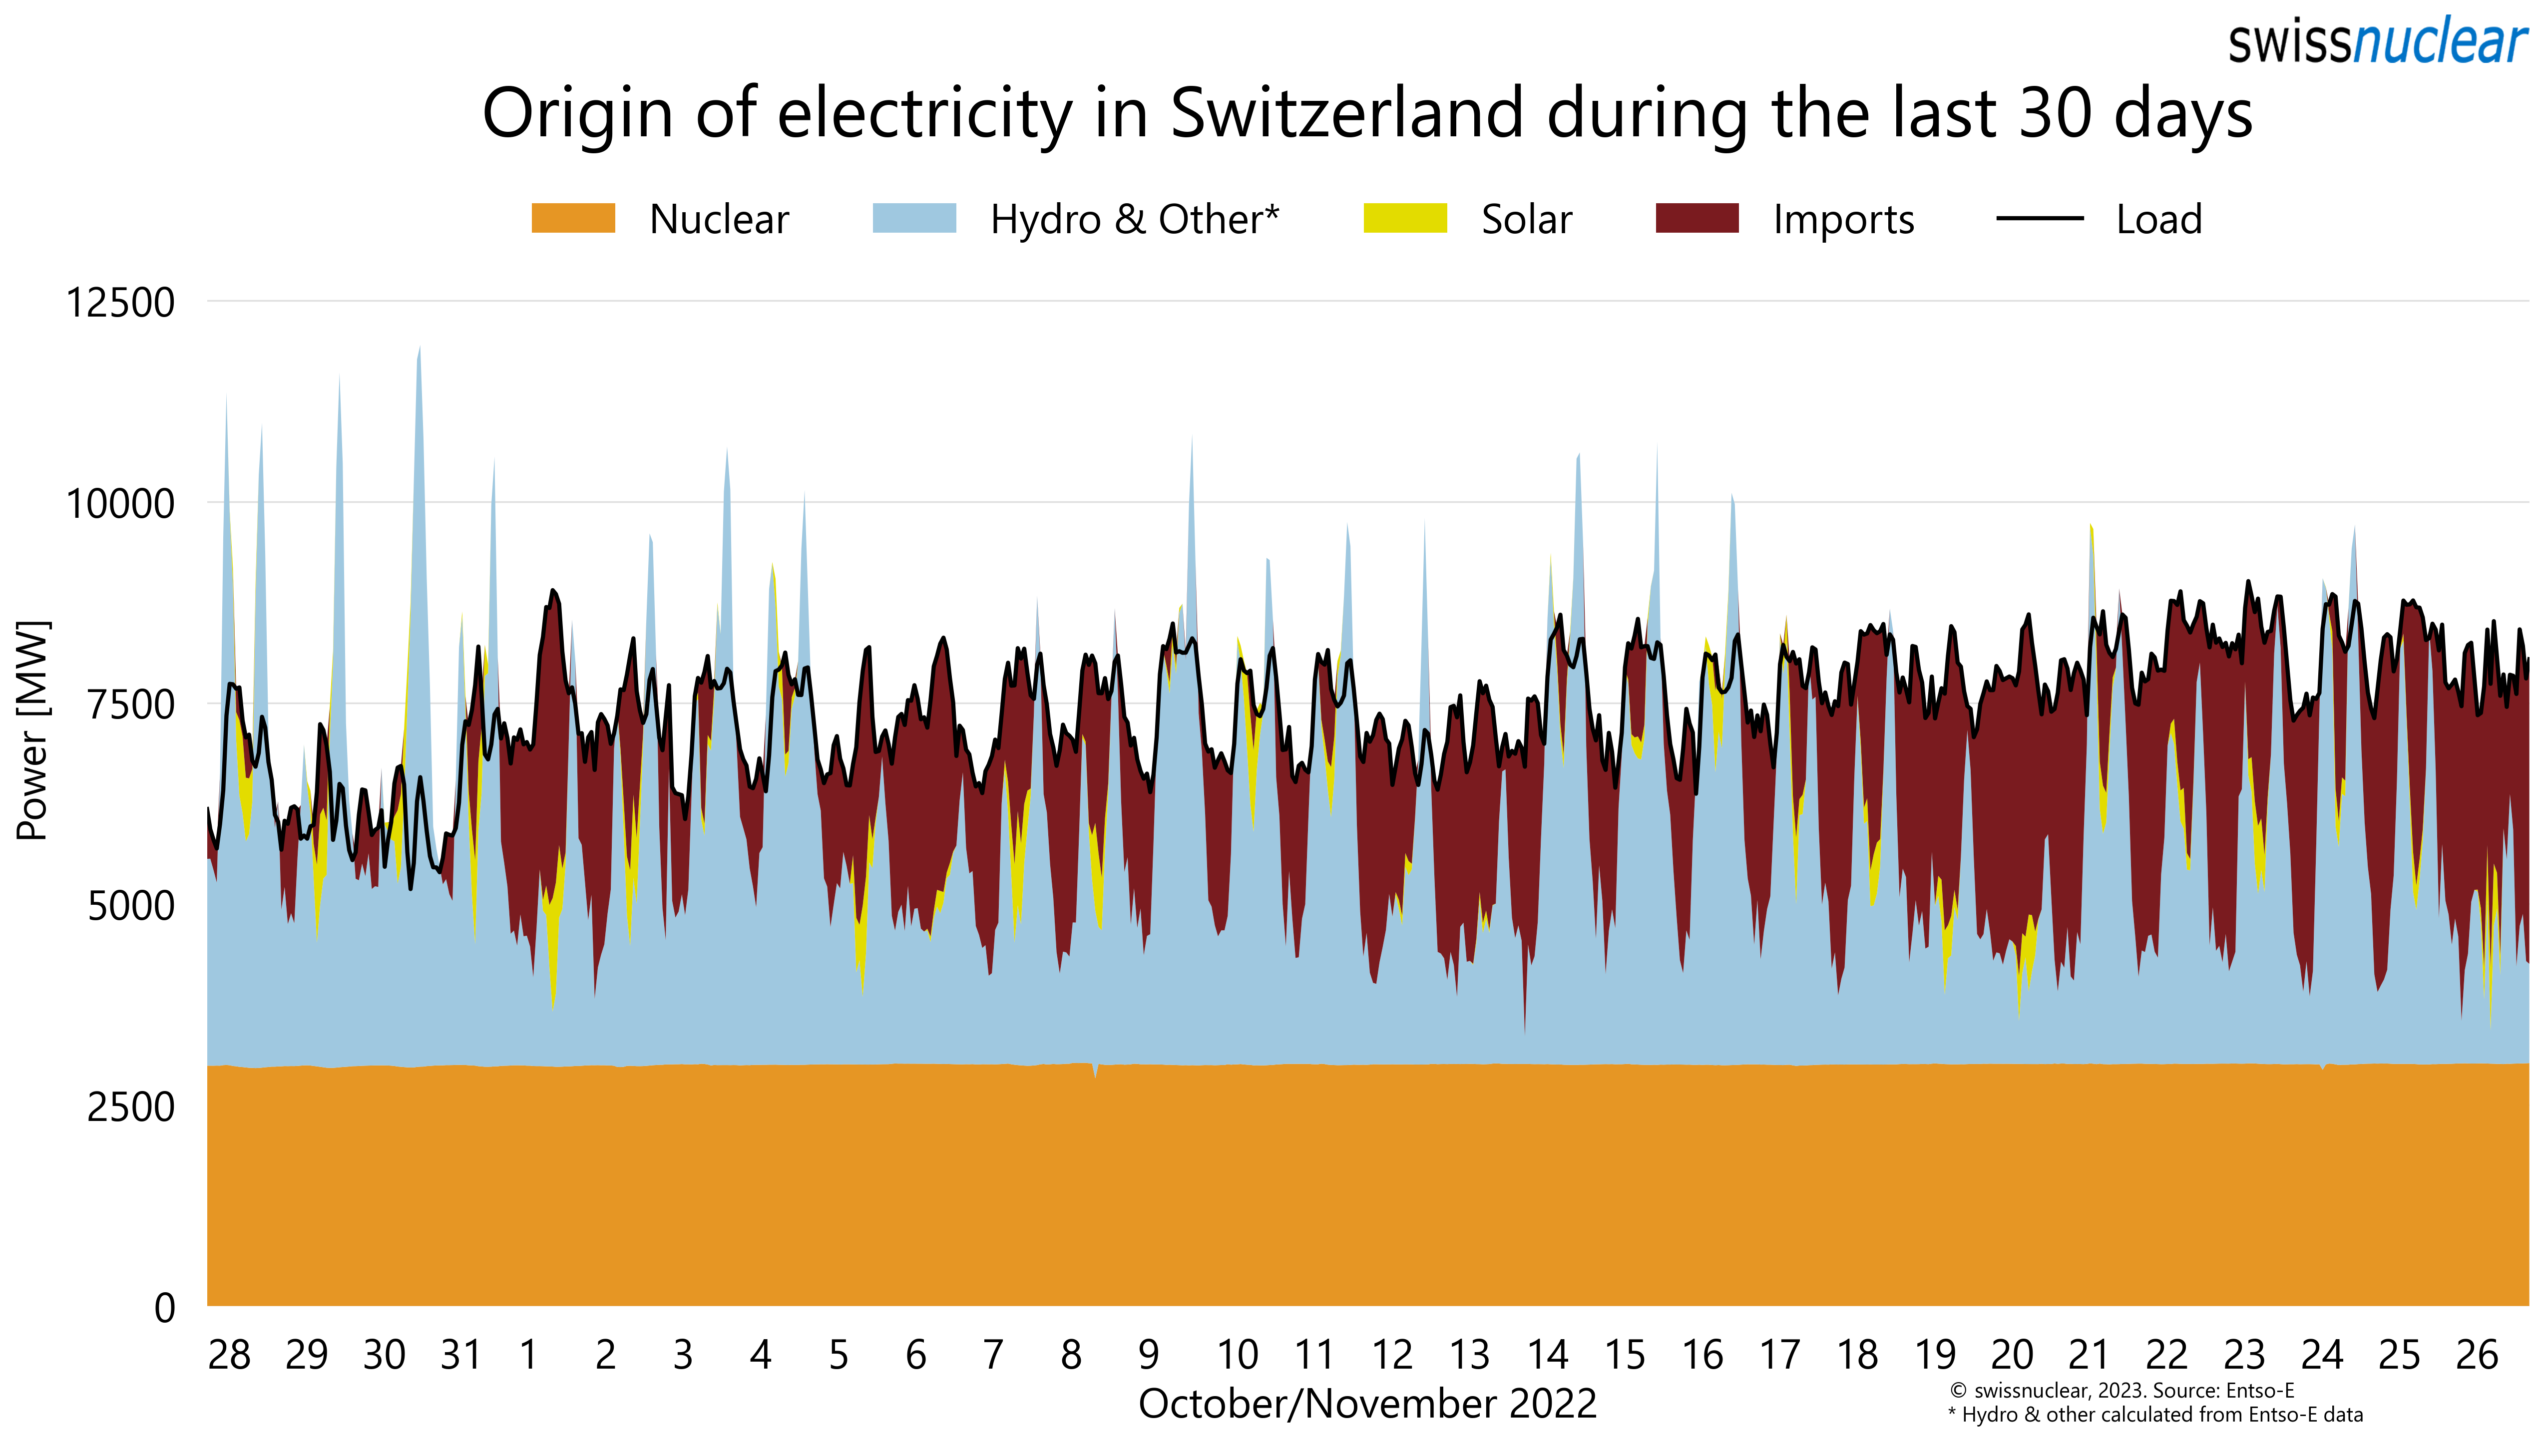 swissnuclear
Origin of electricity in Switzerland during the last 30 days
Nuclear Hydro & Other* Solar Imports Load
12500
10000
7500
5000
2500
0
Power [MW]
28 29 30 31 1 2 3 4 5 6 7 8 9 10 11 12 13 14 15 16 17 18 19 20 21 22 23 24 25 26
October/November 2022
© swissnuclear, 2023. Source: Entso-E
* Hydro & other calculated from Entso-E data